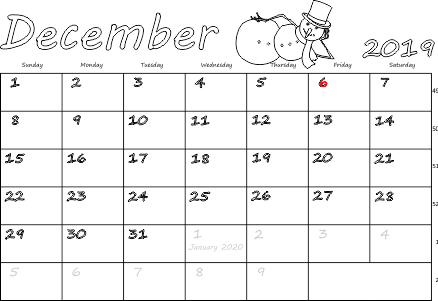 December 2019
Sunday Monday Tuesday Wednesday Thursday Friday Saturday
1 2 3 4 5 6 7
49
8 9 10 11 12 13 14
50
15 16 17 18 19 20 21
51
22 23 24 25 26 27 28
52
29 30 31 1 2 3 4
January 2020
1
5 6 7 8 9
2